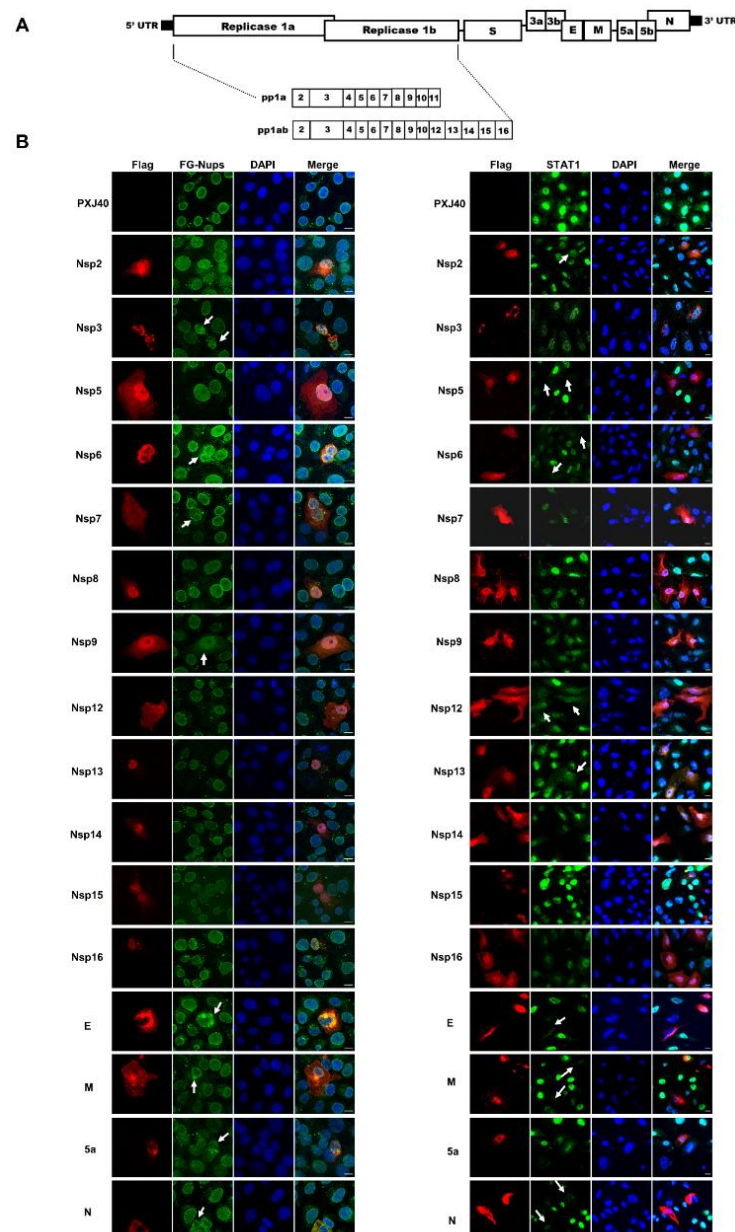 A
5' UTR Replicase 1a Replicase 1b S 3a 3b E M 5a 5b N 3' UTR
pp1a 2 3 4 5 6 7 8 9 10 11
pp1ab 2 3 4 5 6 7 8 9 10 12 13 14 15 16
B
Flag FG-Nups DAPI Merge Flag STAT1 DAPI Merge
PXJ40 PXJ40
Nsp2 Nsp2
Nsp3 Nsp3
Nsp5 Nsp5
Nsp6 Nsp6
Nsp7 Nsp7
Nsp8 Nsp8
Nsp9 Nsp9
Nsp12 Nsp12
Nsp13 Nsp13
Nsp14 Nsp14
Nsp15 Nsp15
Nsp16 Nsp16
E E
M M
5a 5a
N N